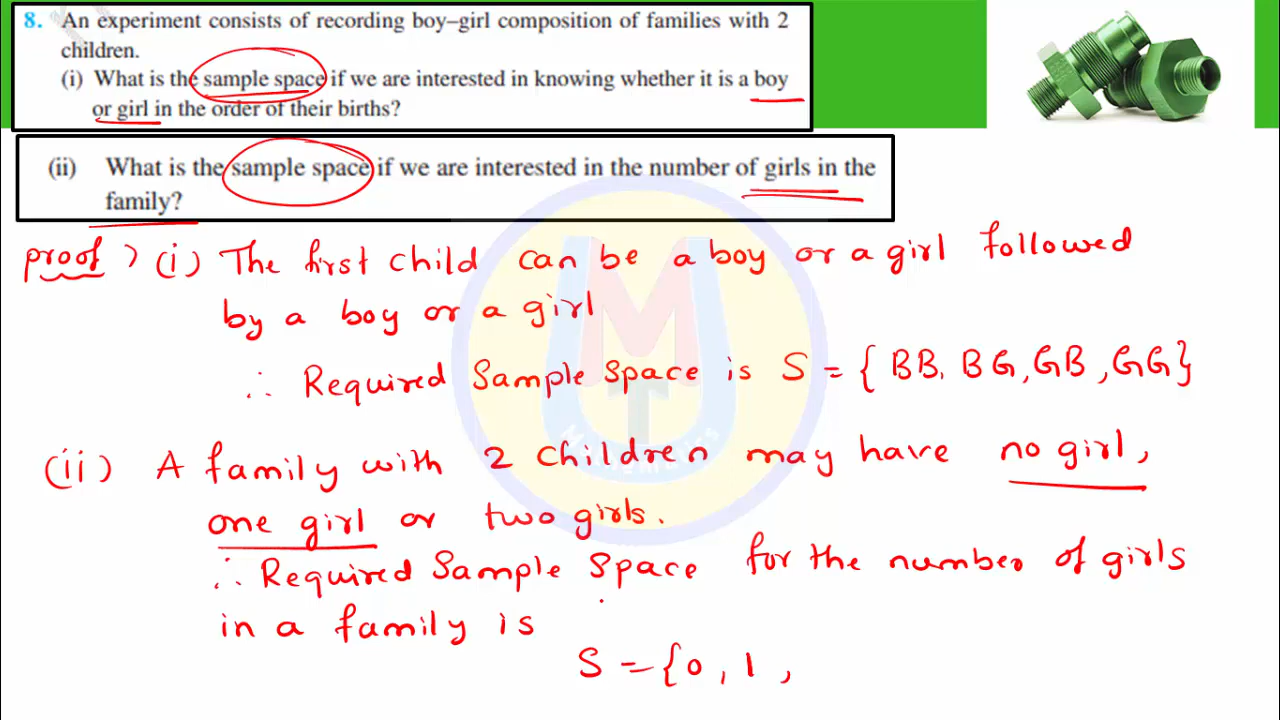 8. An experiment consists of recording boy–girl composition of families with 2
children.
(i) What is the sample space if we are interested in knowing whether it is a boy
or girl in the order of their births?
(ii) What is the sample space if we are interested in the number of girls in the
family?
proof > (i) The first child can be a boy or a girl followed
by a boy or a girl
∴ Required Sample Space is S = { BB, BG, GB, GG}
(ii) A family with 2 children may have no girl,
one girl or two girls.
∴ Required Sample Space for the number of girls
in a family is
S = {0, 1,